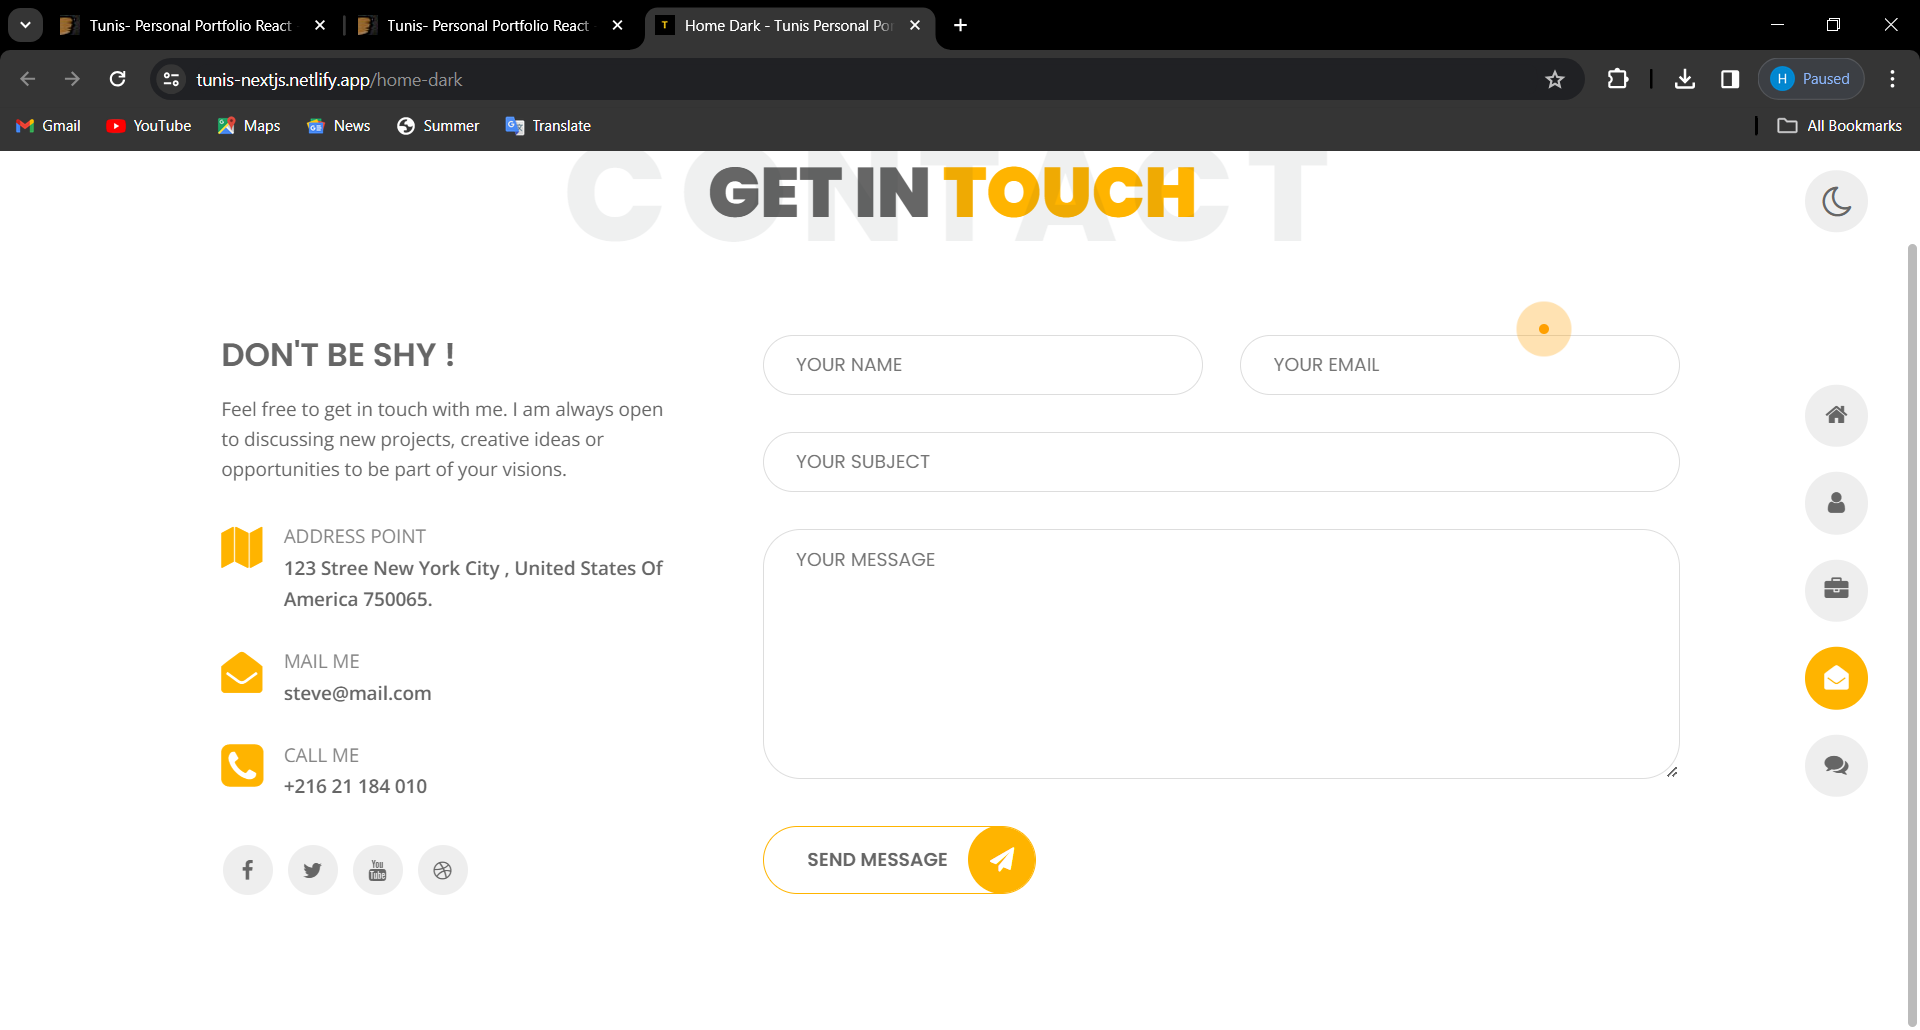 Tunis- Personal Portfolio React
Tunis- Personal Portfolio React
T
Home Dark - Tunis Personal Po
tunis-nextjs.netlify.app/home-dark
H
Paused
Gmail
YouTube
Maps
News
Summer
Translate
All Bookmarks
CONTACT
GET IN TOUCH
DON'T BE SHY !
Feel free to get in touch with me. I am always open
to discussing new projects, creative ideas or
opportunities to be part of your visions.
ADDRESS POINT
123 Stree New York City , United States Of
America 750065.
MAIL ME
steve@mail.com
CALL ME
+216 21 184 010
You
Tube
YOUR NAME
YOUR EMAIL
YOUR SUBJECT
YOUR MESSAGE
SEND MESSAGE